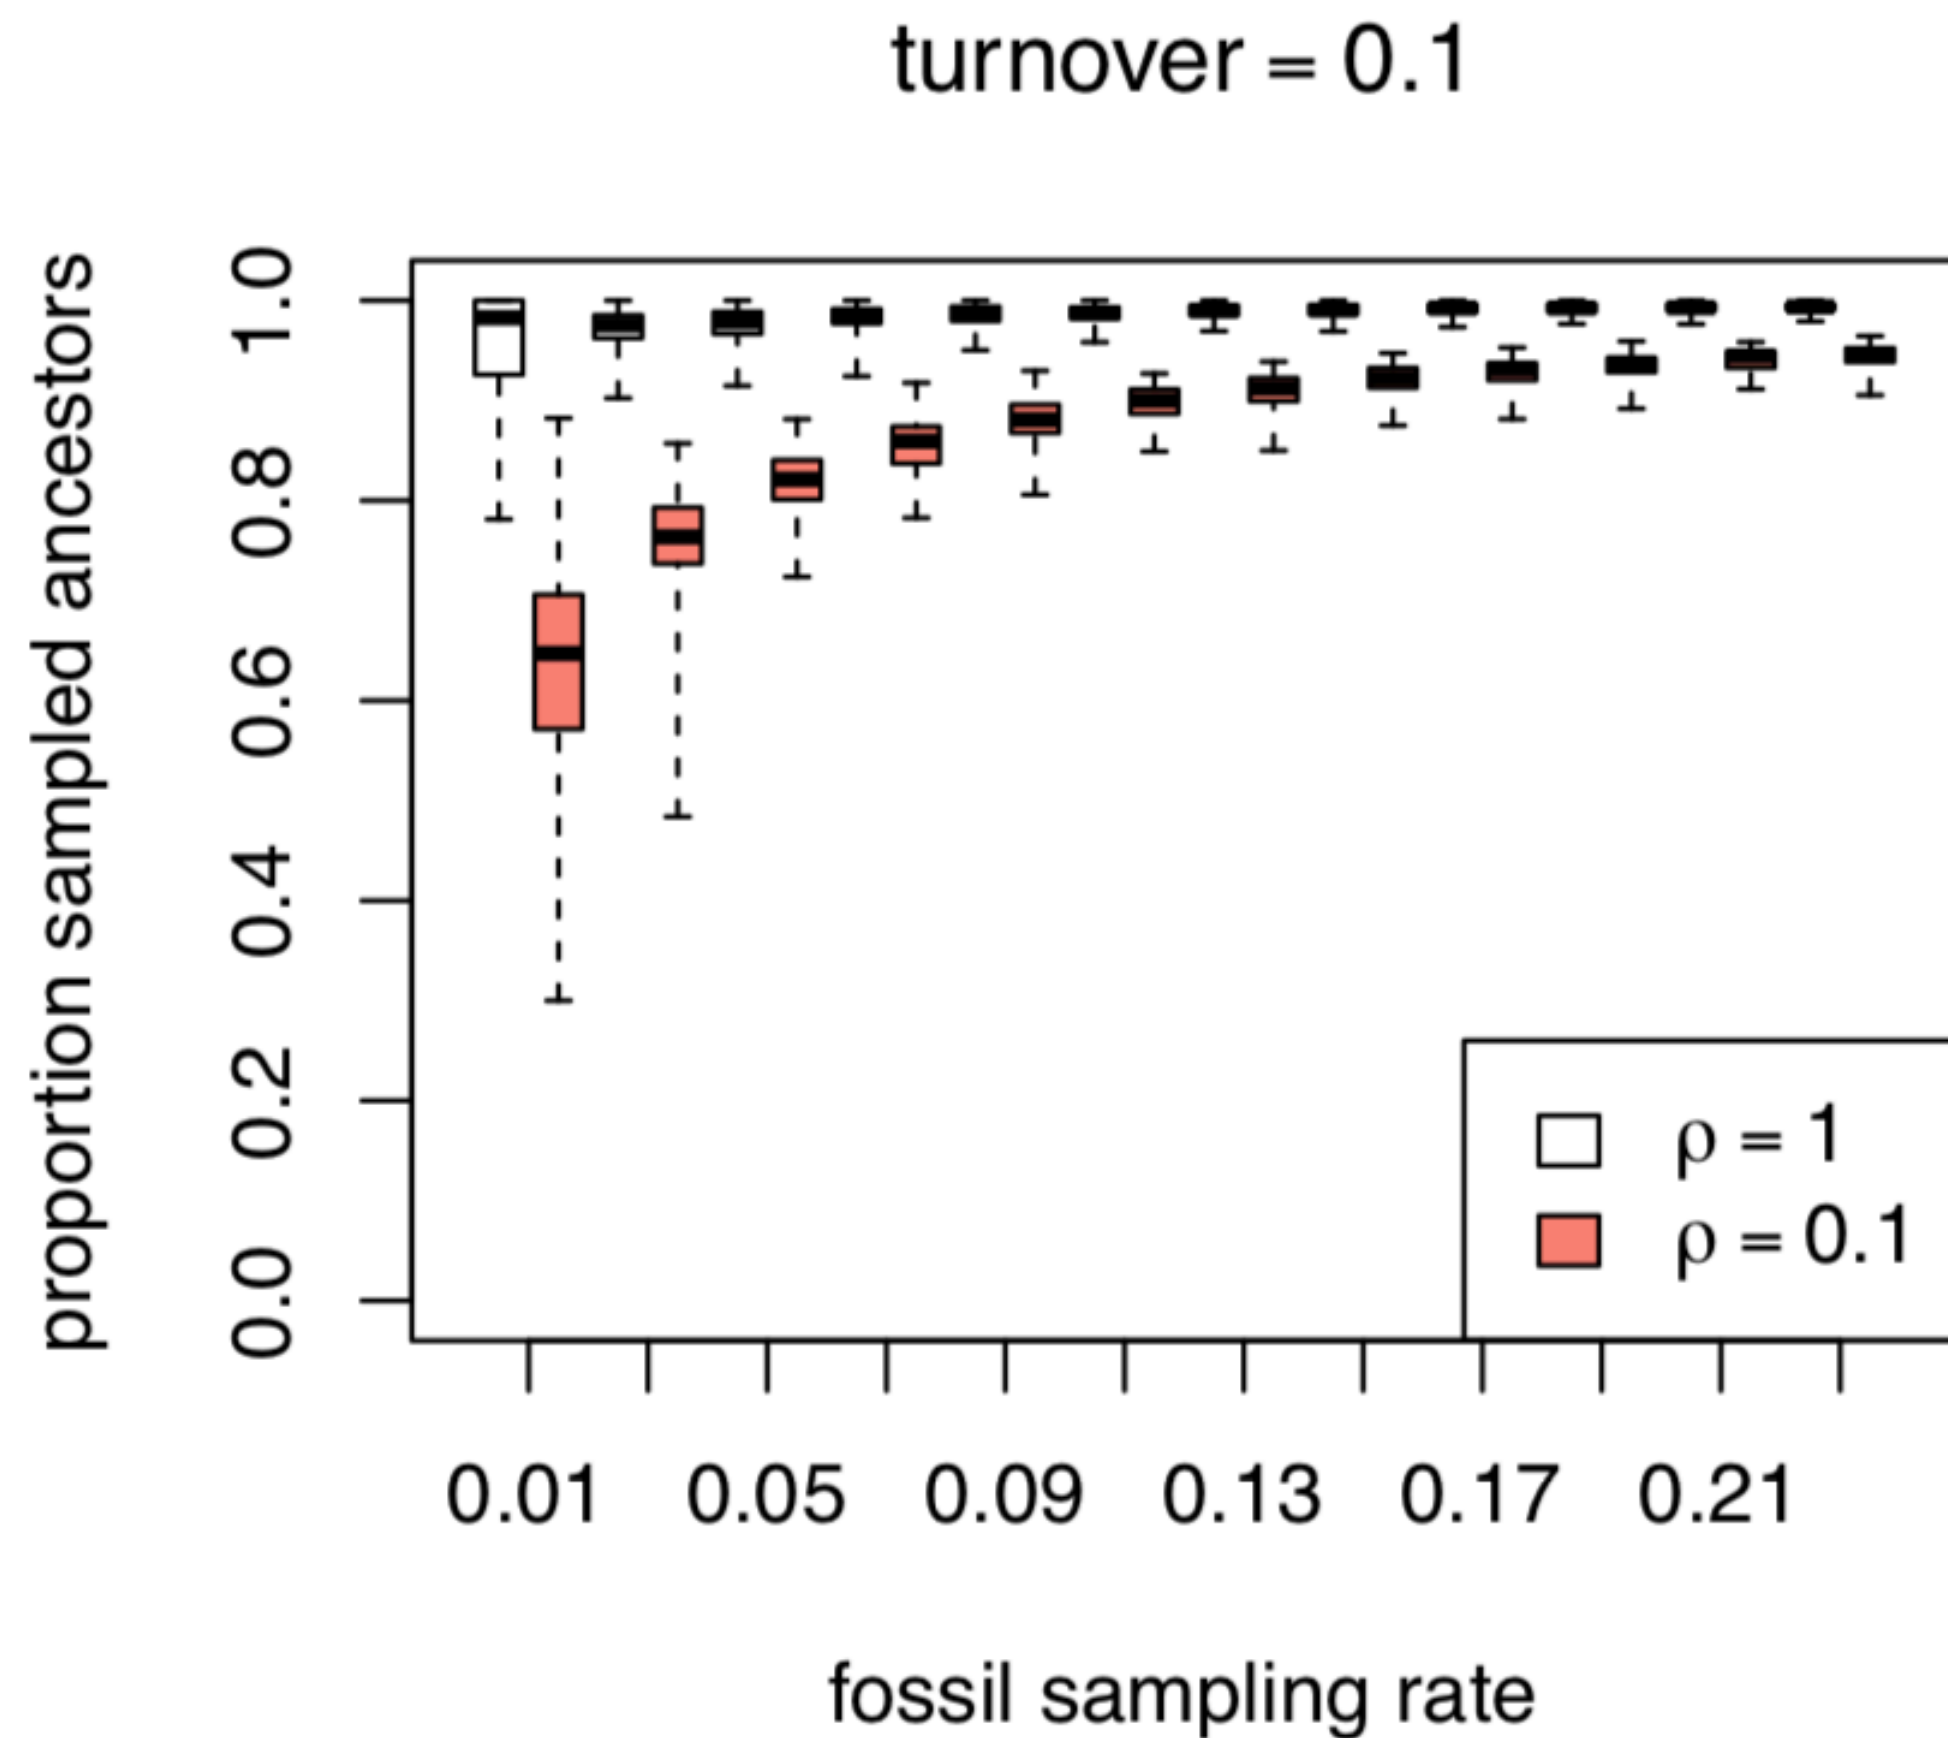 turnover = 0.1
proportion sampled ancestors
1.0
0.8
0.6
0.4
0.2
0.0
ρ = 1
ρ = 0.1
0.01 0.05 0.09 0.13 0.17 0.21
fossil sampling rate